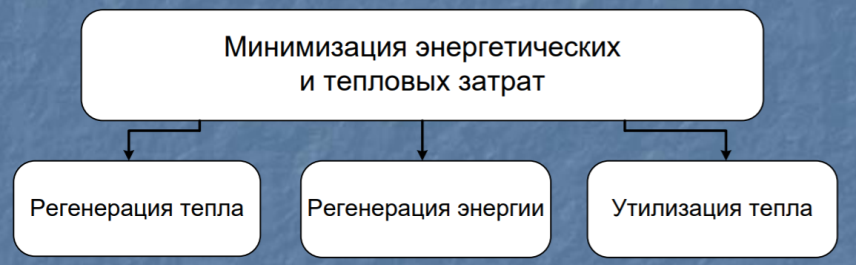 Минимизация энергетических
и тепловых затрат
Регенерация тепла
Регенерация энергии
Утилизация тепла